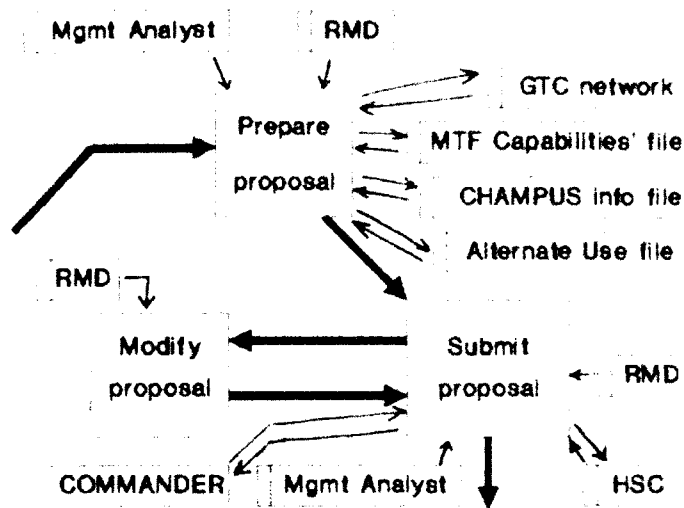 Mgmt Analyst
RMD
GTC network
Prepare
proposal
MTF Capabilities' file
CHAMPUS info file
Alternate Use file
RMD
Modify
proposal
Submit
proposal
RMD
COMMANDER
Mgmt Analyst
HSC